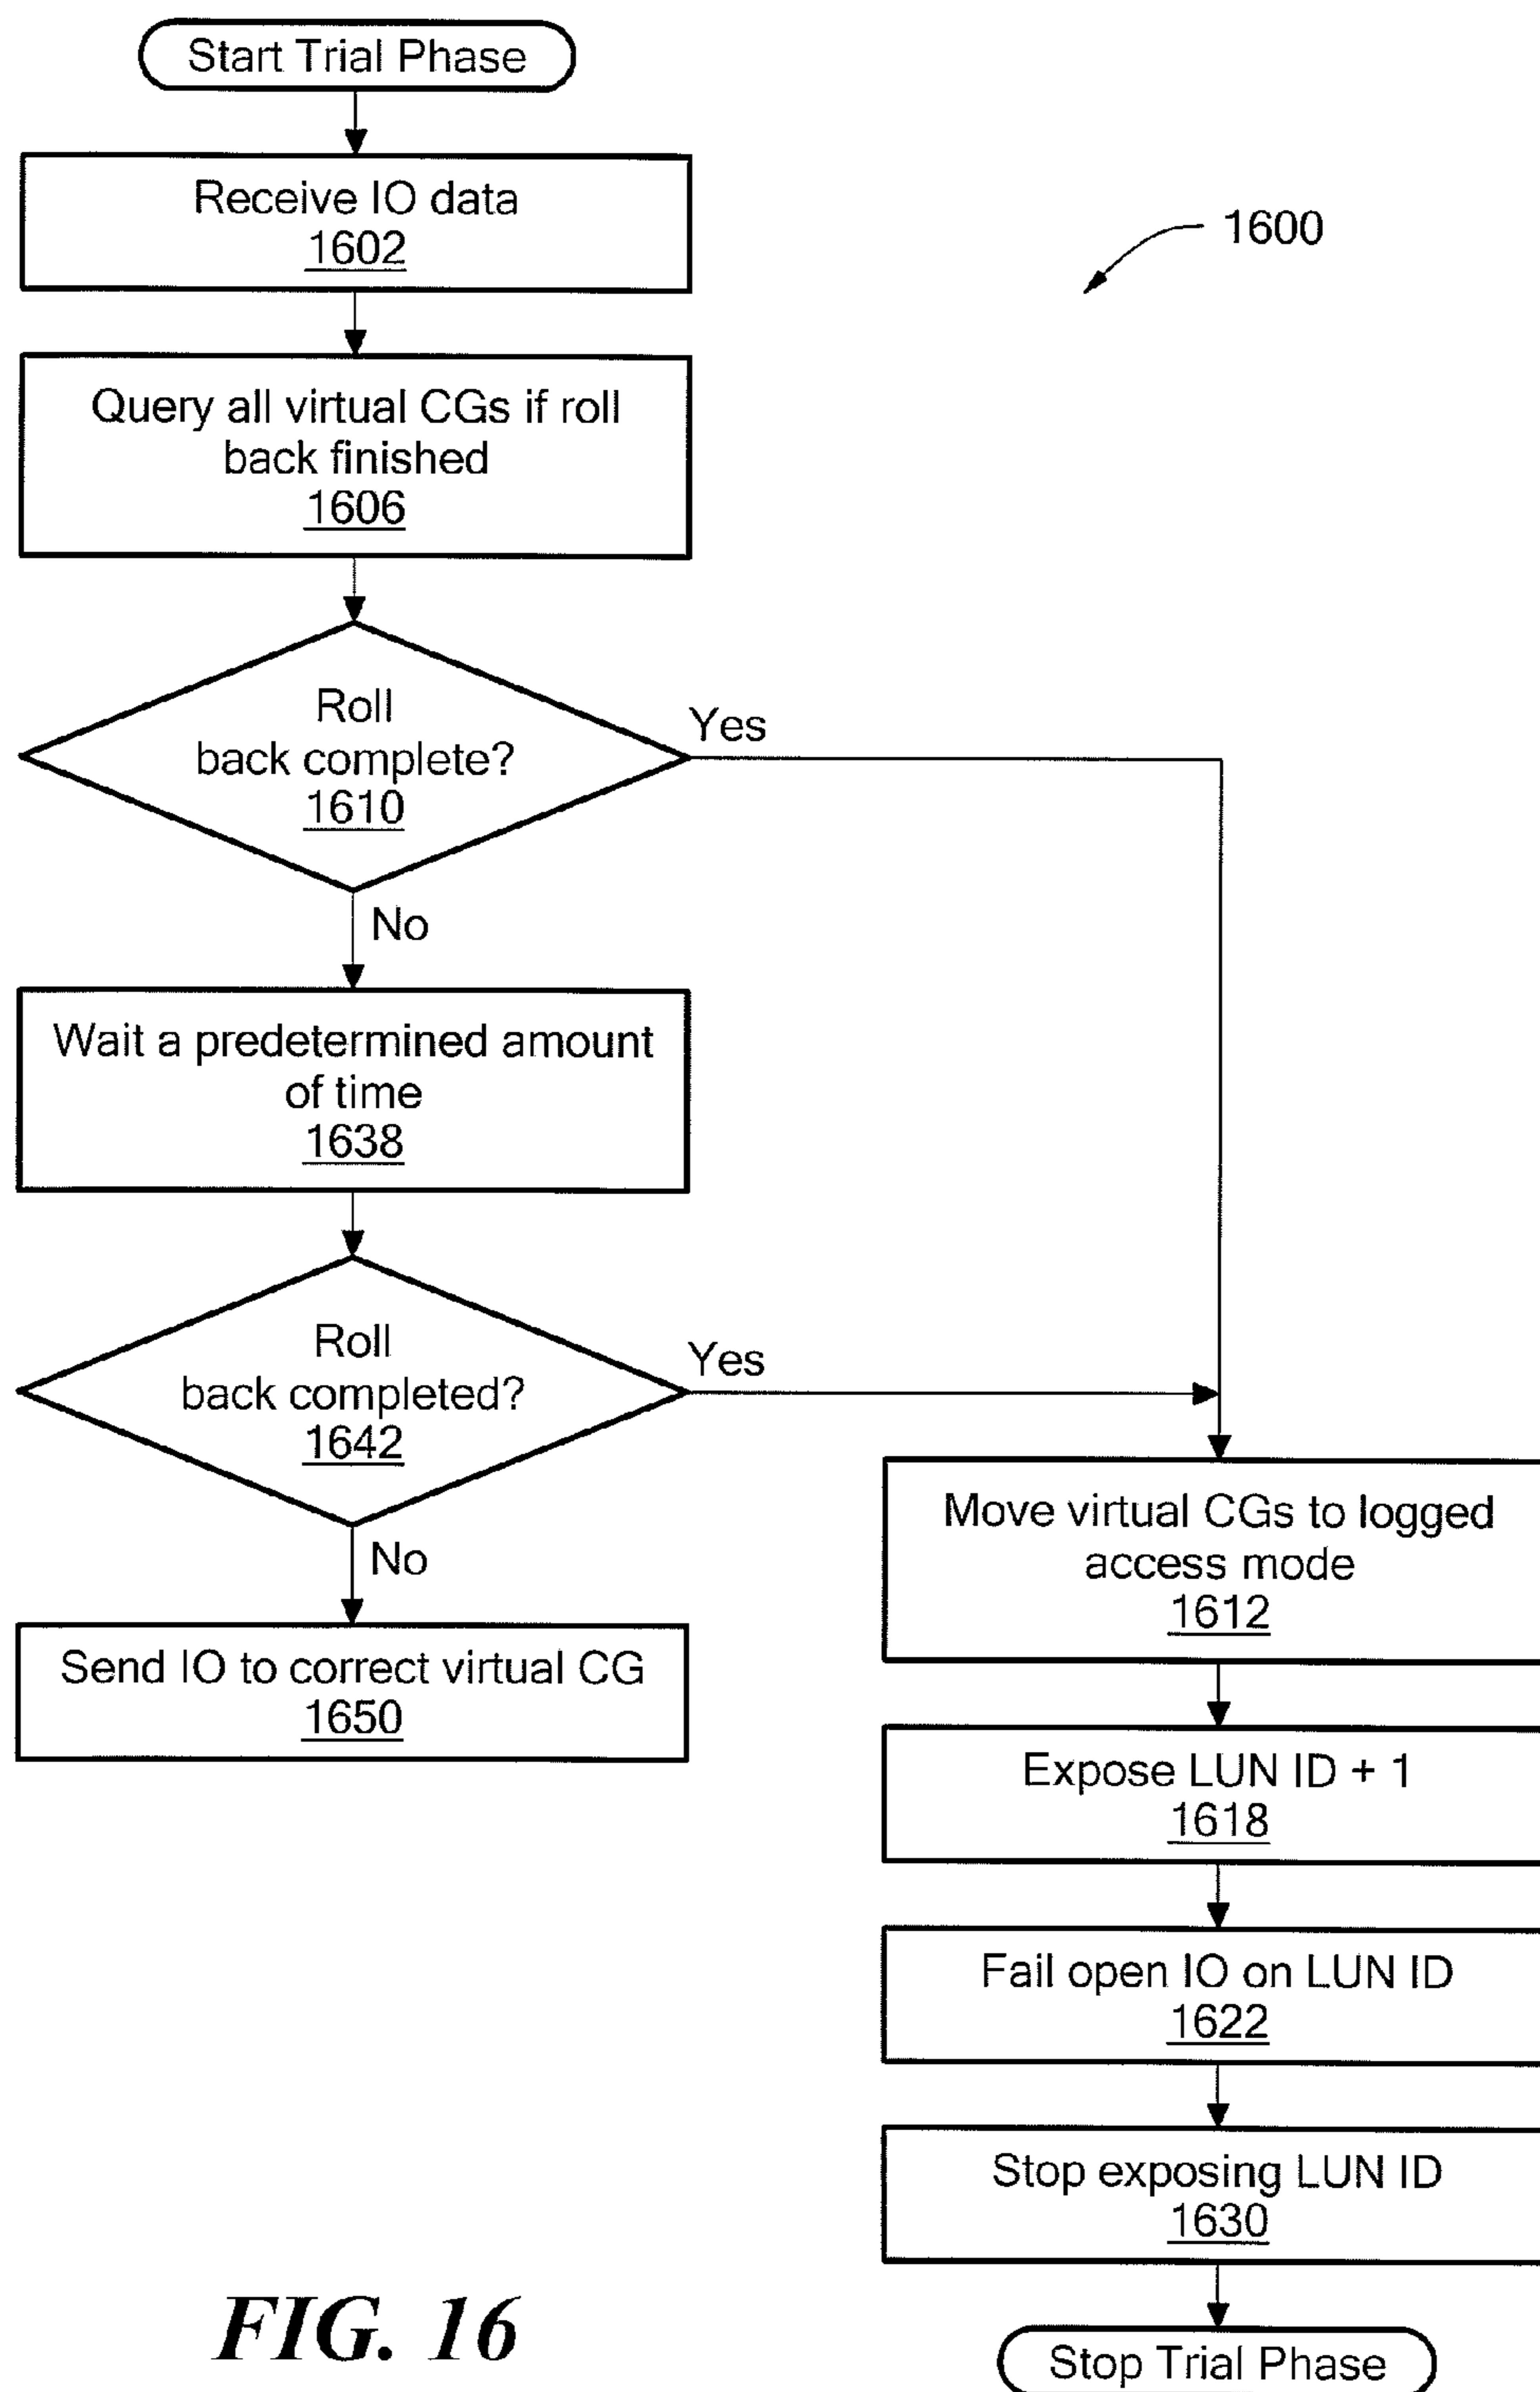 Start Trial Phase
Receive IO data
1602
1600
Query all virtual CGs if roll
back finished
1606
Roll
back complete?
1610
Yes
No
Wait a predetermined amount
of time
1638
Roll
back completed?
1642
Yes
No
Send IO to correct virtual CG
1650
Move virtual CGs to logged
access mode
1612
Expose LUN ID + 1
1618
Fail open IO on LUN ID
1622
Stop exposing LUN ID
1630
Stop Trial Phase
FIG. 16